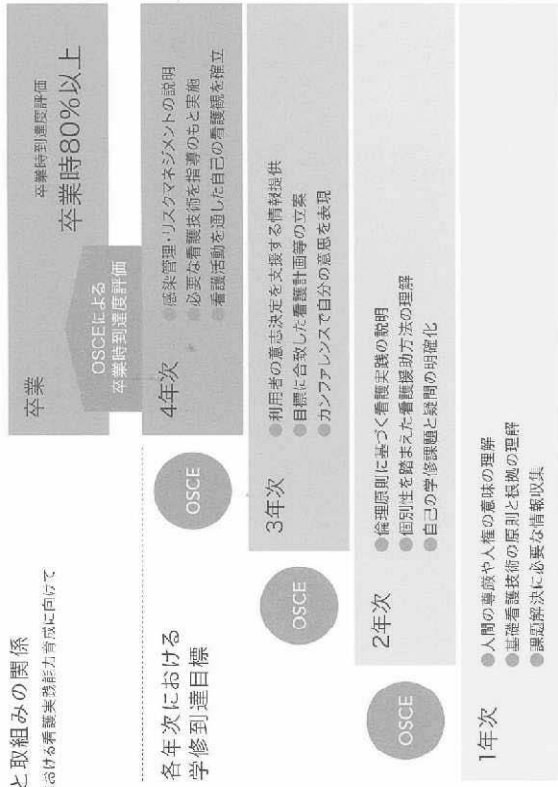 と取組みの関係
おける看護実践能力育成に向けて
卒業
卒業時到達度評価
卒業時80%以上
OSCEによる
卒業時到達度評価
各年次における
学修到達目標
4年次
●感染管理・リスクマネジメントの説明
●必要な看護技術を指導のもと実施
●看護活動を通した自己の看護観を確立
OSCE
3年次
●利用者の意志決定を支援する情報提供
●目標に合致した看護計画等の立案
●カンファレンスで自分の意思を表現
OSCE
2年次
●倫理原則に基づく看護実践の説明
●個別性を踏まえた看護援助方法の理解
●自己の学修課題と疑問の明確化
OSCE
1年次
●人間の尊厳や人権の意味の理解
●基礎看護技術の原則と根拠の理解
●課題解決に必要な情報収集